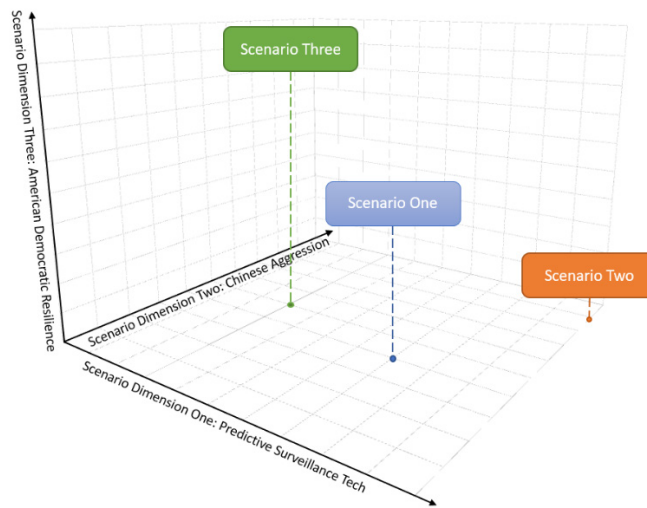 Scenario Dimension Three: American Democratic Resilience
Scenario Three
Scenario One
Scenario Two
Scenario Dimension Two: Chinese Aggression
Scenario Dimension One: Predictive Surveillance Tech